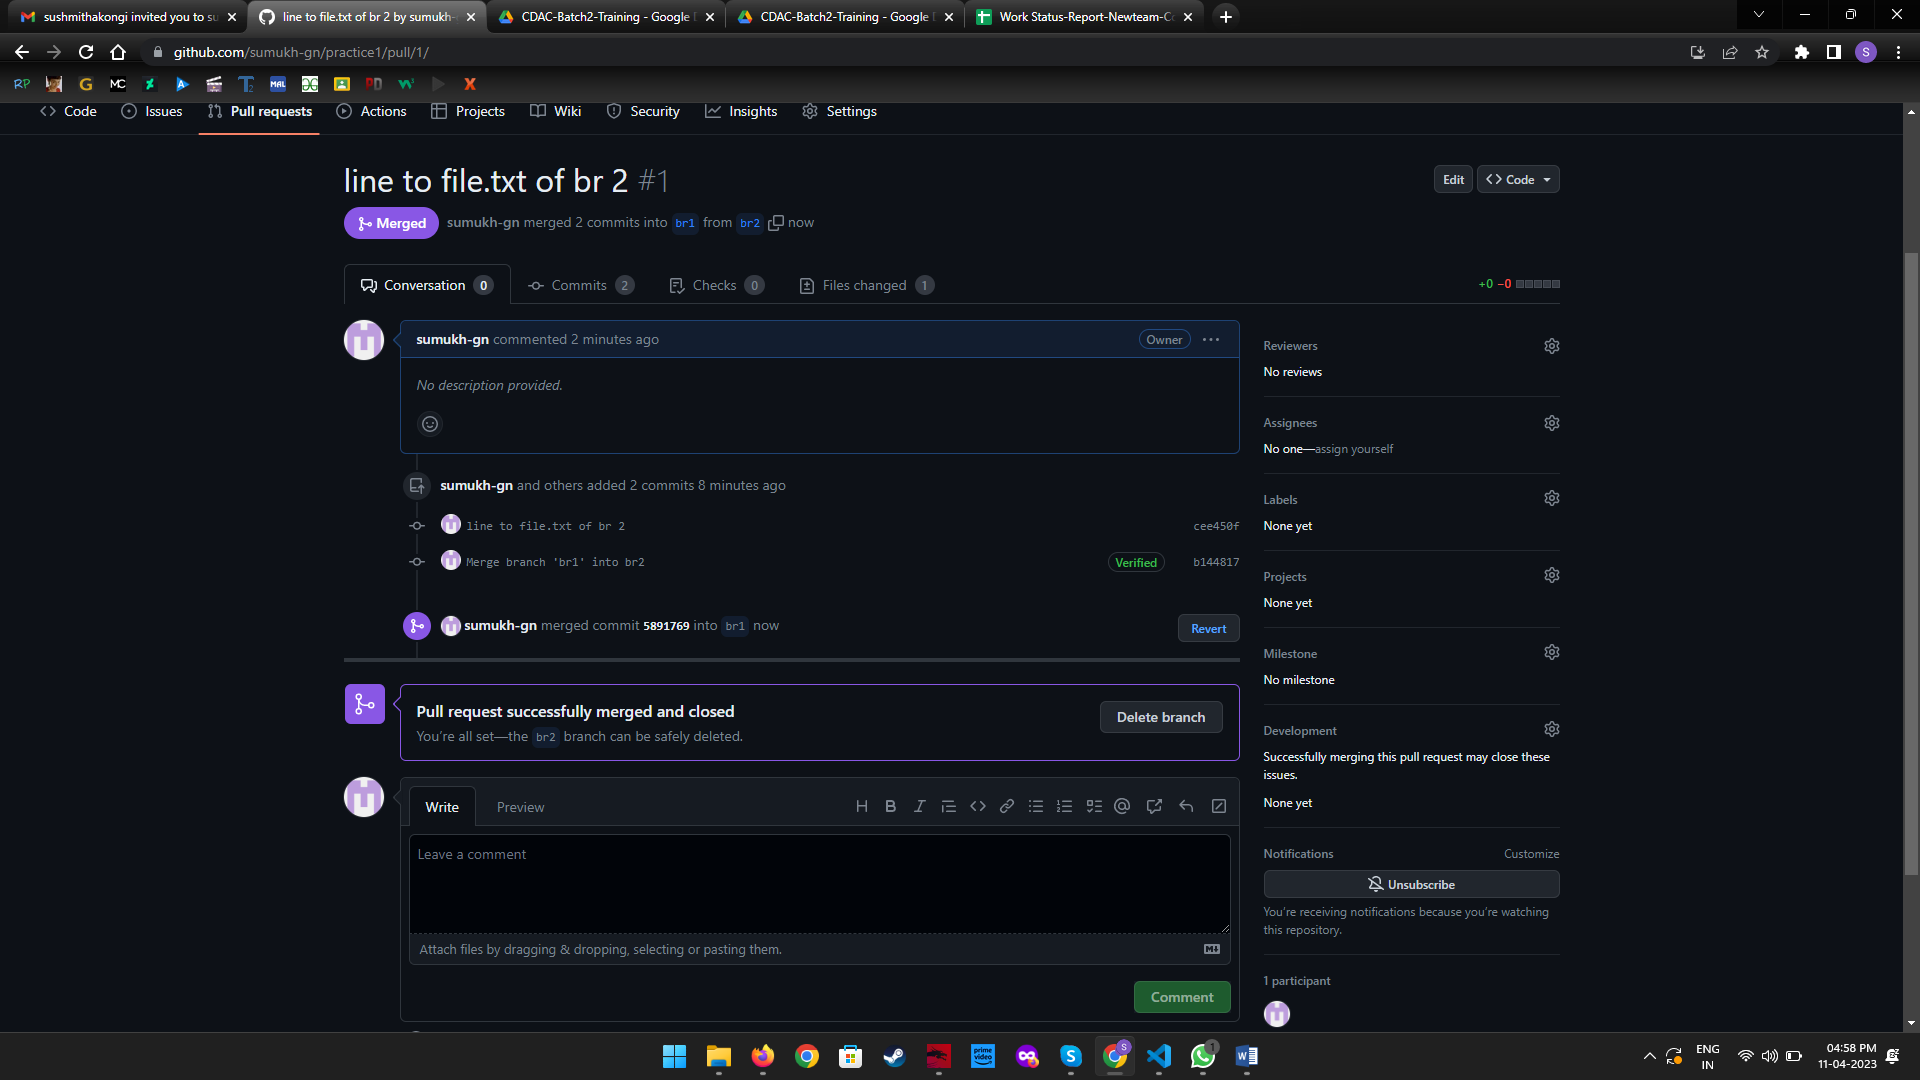 sushmithakongi invited you to su
line to file.txt of br 2 by sumukh-
CDAC-Batch2-Training - Google D
CDAC-Batch2-Training - Google D
Work Status-Report-Newteam-Co
github.com/sumukh-gn/practice1/pull/1/
S
RP
G
MC
MAL
PD
X
Code
Issues
Pull requests
Actions
Projects
Wiki
Security
Insights
Settings
line to file.txt of br 2 #1
Edit
<> Code
Merged
sumukh-gn merged 2 commits into br1 from br2 now
Conversation 0
Commits 2
Checks 0
Files changed 1
+0 −0
sumukh-gn commented 2 minutes ago
Owner
No description provided.
sumukh-gn and others added 2 commits 8 minutes ago
line to file.txt of br 2
cee450f
Merge branch 'br1' into br2
Verified
b144817
sumukh-gn merged commit 5891769 into br1 now
Revert
Pull request successfully merged and closed
You're all set—the br2 branch can be safely deleted.
Delete branch
Write
Preview
Leave a comment
Attach files by dragging & dropping, selecting or pasting them.
Comment
Reviewers
No reviews
Assignees
No one—assign yourself
Labels
None yet
Projects
None yet
Milestone
No milestone
Development
Successfully merging this pull request may close these
issues.
None yet
Notifications
Customize
Unsubscribe
You're receiving notifications because you're watching
this repository.
1 participant
prime video
S
1
ENG
IN
04:58 PM
11-04-2023